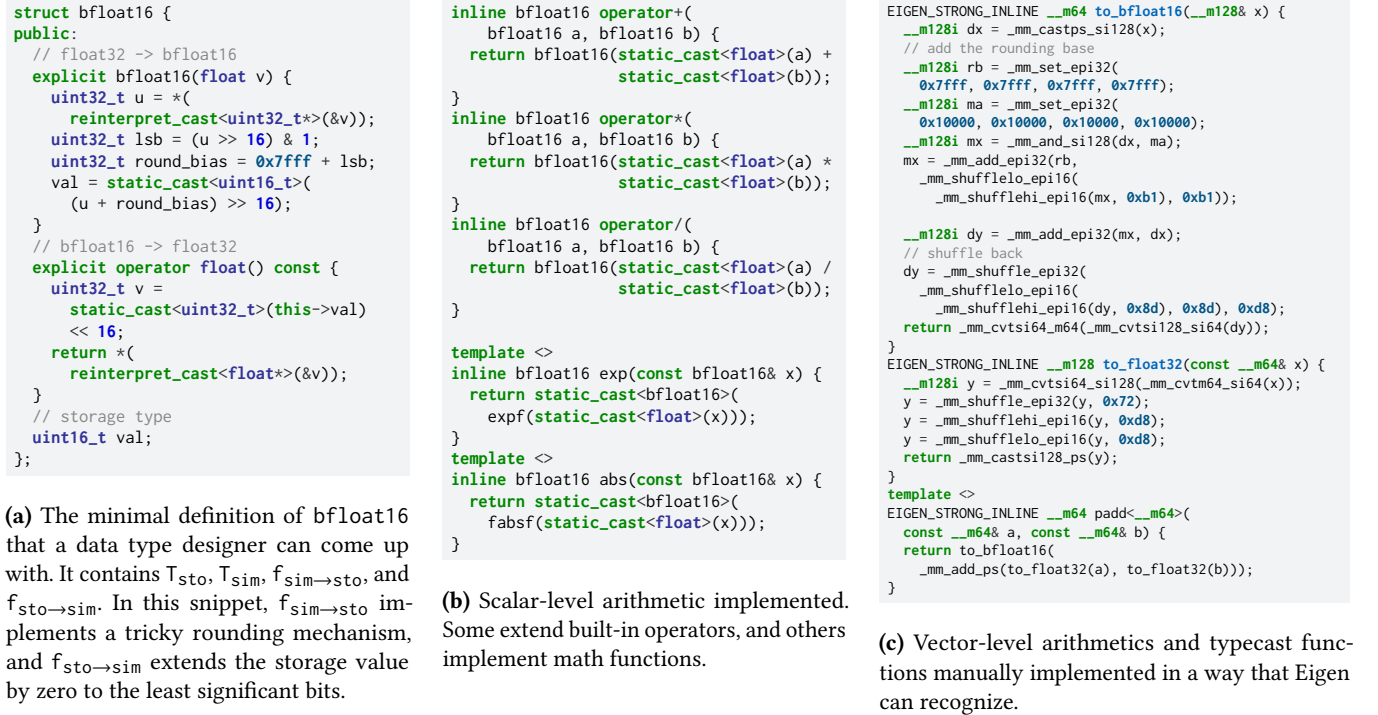 struct bfloat16 {
public:
  // float32 -> bfloat16
  explicit bfloat16(float v) {
    uint32_t u = *(
      reinterpret_cast<uint32_t*>(&v));
    uint32_t lsb = (u >> 16) & 1;
    uint32_t round_bias = 0x7fff + lsb;
    val = static_cast<uint16_t>(
      (u + round_bias) >> 16);
  }
  // bfloat16 -> float32
  explicit operator float() const {
    uint32_t v =
      static_cast<uint32_t>(this->val)
      << 16;
    return *(
      reinterpret_cast<float*>(&v));
  }
  // storage type
  uint16_t val;
};
(a) The minimal definition of bfloat16
that a data type designer can come up
with. It contains Tsto, Tsim, fsim→sto, and
fsto→sim. In this snippet, fsim→sto im-
plements a tricky rounding mechanism,
and fsto→sim extends the storage value
by zero to the least significant bits.
inline bfloat16 operator+(
    bfloat16 a, bfloat16 b) {
  return bfloat16(static_cast<float>(a) +
                  static_cast<float>(b));
}
inline bfloat16 operator*(
    bfloat16 a, bfloat16 b) {
  return bfloat16(static_cast<float>(a) *
                  static_cast<float>(b));
}
inline bfloat16 operator/(
    bfloat16 a, bfloat16 b) {
  return bfloat16(static_cast<float>(a) /
                  static_cast<float>(b));
}
template <>
inline bfloat16 exp(const bfloat16& x) {
  return static_cast<bfloat16>(
    expf(static_cast<float>(x)));
}
template <>
inline bfloat16 abs(const bfloat16& x) {
  return static_cast<bfloat16>(
    fabsf(static_cast<float>(x)));
}
(b) Scalar-level arithmetic implemented.
Some extend built-in operators, and others
implement math functions.
EIGEN_STRONG_INLINE __m64 to_bfloat16(__m128& x) {
  __m128i dx = _mm_castps_si128(x);
  // add the rounding base
  __m128i rb = _mm_set_epi32(
    0x7fff, 0x7fff, 0x7fff, 0x7fff);
  __m128i ma = _mm_set_epi32(
    0x10000, 0x10000, 0x10000, 0x10000);
  __m128i mx = _mm_and_si128(dx, ma);
  mx = _mm_add_epi32(rb,
    _mm_shufflelo_epi16(
      _mm_shufflehi_epi16(mx, 0xb1), 0xb1));
  __m128i dy = _mm_add_epi32(mx, dx);
  // shuffle back
  dy = _mm_shuffle_epi32(
    _mm_shufflelo_epi16(
      _mm_shufflehi_epi16(dy, 0x8d), 0x8d), 0xd8);
  return _mm_cvtsi64_m64(_mm_cvtsi128_si64(dy));
}
EIGEN_STRONG_INLINE __m128 to_float32(const __m64& x) {
  __m128i y = _mm_cvtsi64_si128(_mm_cvtm64_si64(x));
  y = _mm_shuffle_epi32(y, 0x72);
  y = _mm_shufflehi_epi16(y, 0xd8);
  y = _mm_shufflelo_epi16(y, 0xd8);
  return _mm_castsi128_ps(y);
}
template <>
EIGEN_STRONG_INLINE __m64 padd<__m64>(
  const __m64& a, const __m64& b) {
  return to_bfloat16(
    _mm_add_ps(to_float32(a), to_float32(b)));
}
(c) Vector-level arithmetics and typecast func-
tions manually implemented in a way that Eigen
can recognize.